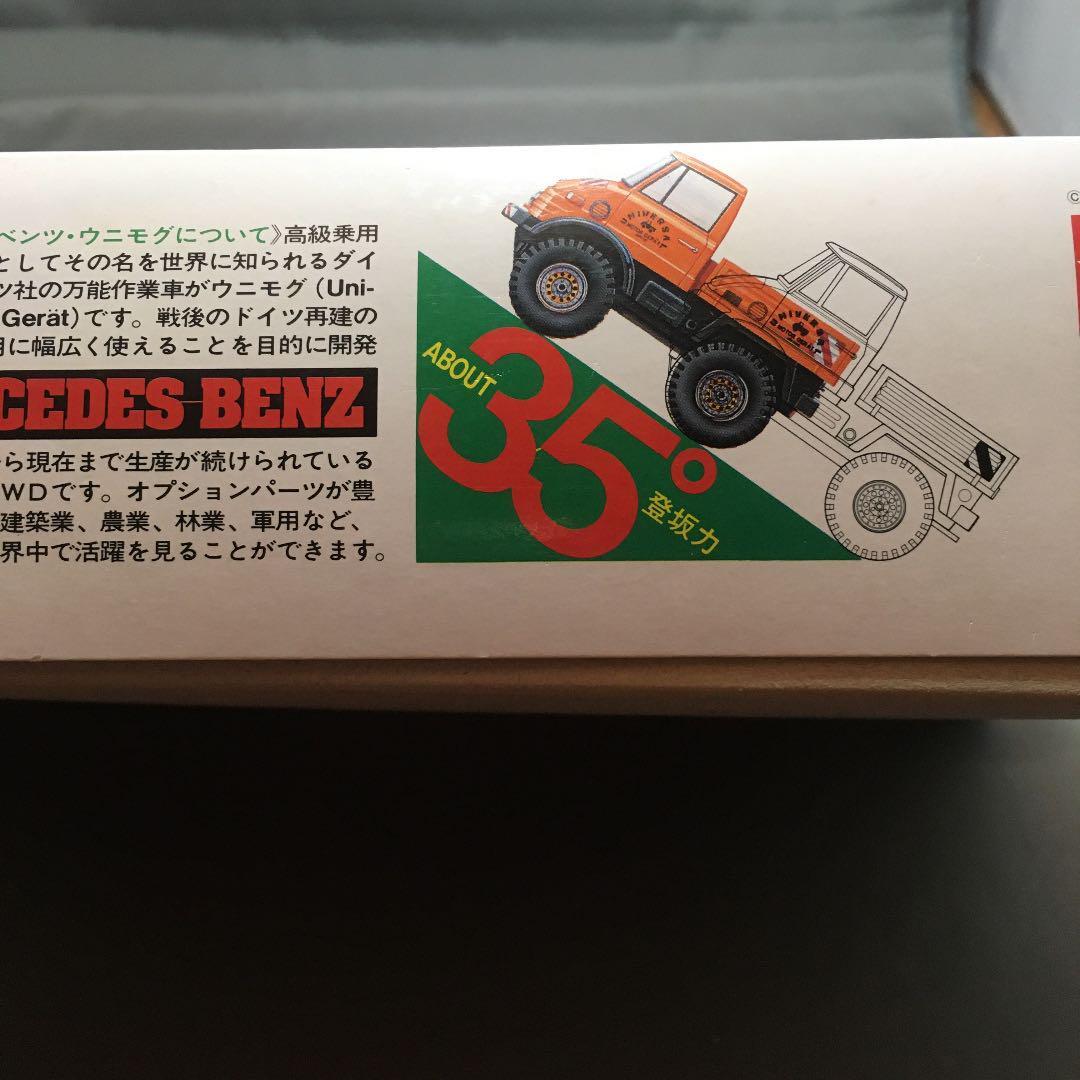 ベンツ・ウニモグについて》高級乗用
としてその名を世界に知られるダイ
ツ社の万能作業車がウニモグ(Uni-
Gerät)です。戦後のドイツ再建の
に幅広く使えることを目的に開発
CEDES-BENZ
ら現在まで生産が続けられている
WDです。オプションパーツが豊
建築業、農業、林業、軍用など、
界中で活躍を見ることができます。
ABOUT
35°
登坂力
UNIVERSAL
MOTOR GERÄT